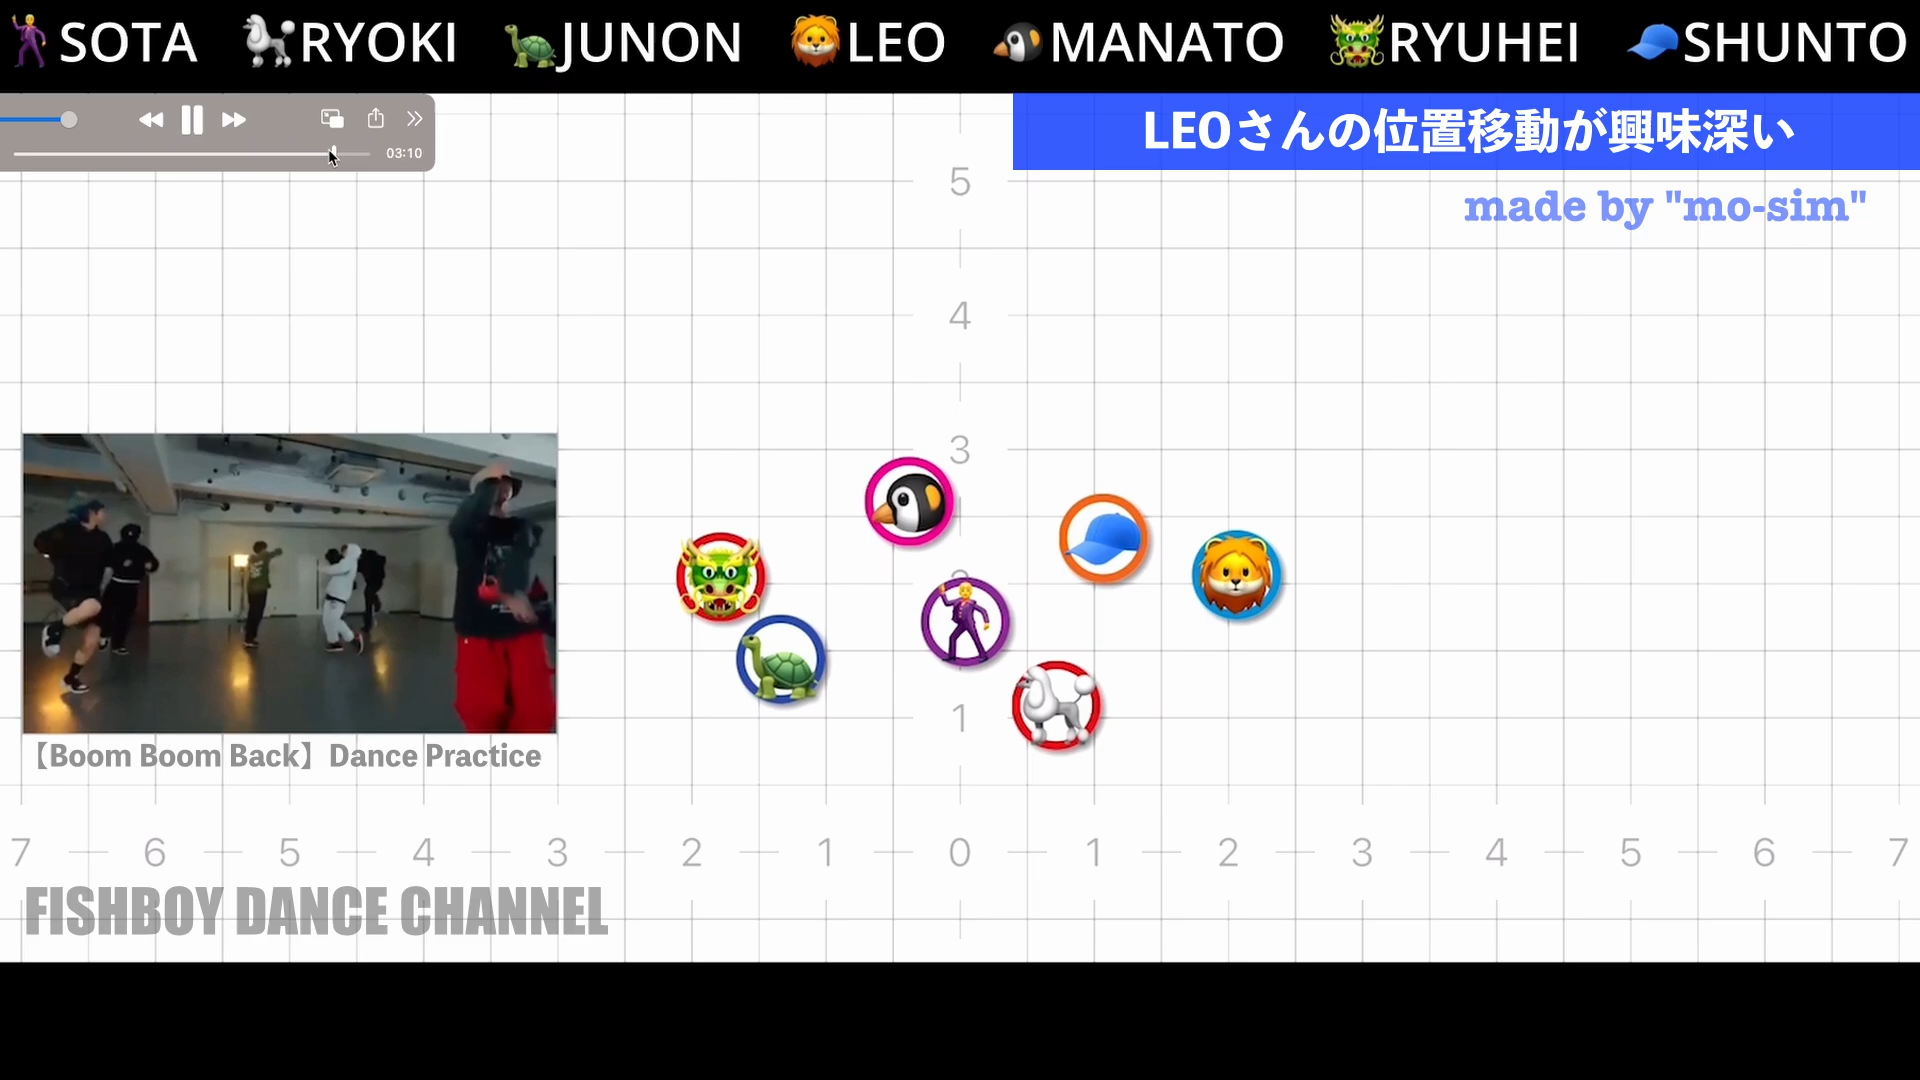 SOTA RYOKI JUNON LEO MANATO RYUHEI SHUNTO
03:10
LEOさんの位置移動が興味深い
made by "mo-sim"
5
4
3
1
【Boom Boom Back】Dance Practice
7 6 5 4 3 2 1 0 1 2 3 4 5 6 7
FISHBOY DANCE CHANNEL